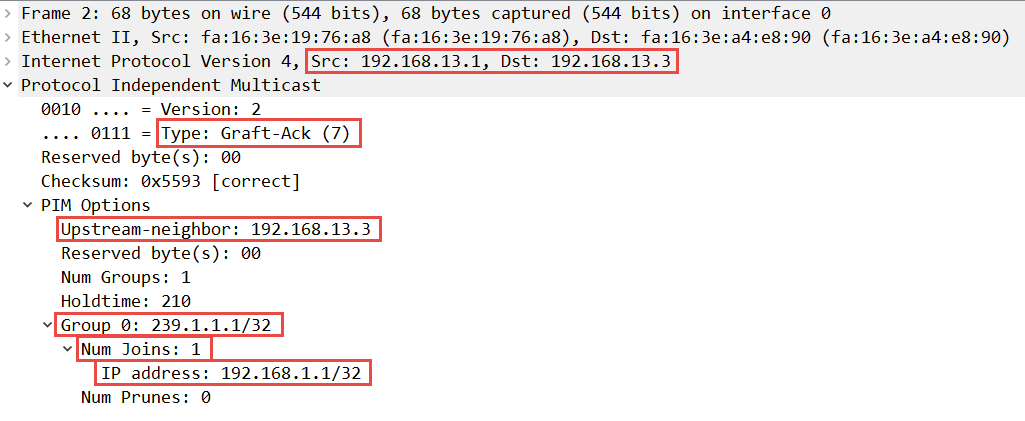 Frame 2: 68 bytes on wire (544 bits), 68 bytes captured (544 bits) on interface 0
Ethernet II, Src: fa:16:3e:19:76:a8 (fa:16:3e:19:76:a8), Dst: fa:16:3e:a4:e8:90 (fa:16:3e:a4:e8:90)
Internet Protocol Version 4, Src: 192.168.13.1, Dst: 192.168.13.3
Protocol Independent Multicast
0010 .... = Version: 2
.... 0111 = Type: Graft-Ack (7)
Reserved byte(s): 00
Checksum: 0x5593 [correct]
PIM Options
Upstream-neighbor: 192.168.13.3
Reserved byte(s): 00
Num Groups: 1
Holdtime: 210
Group 0: 239.1.1.1/32
Num Joins: 1
IP address: 192.168.1.1/32
Num Prunes: 0